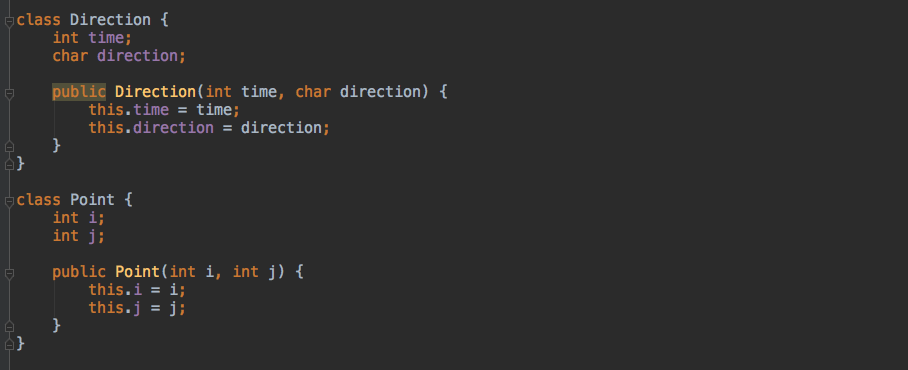 class Direction {
    int time;
    char direction;

    public Direction(int time, char direction) {
        this.time = time;
        this.direction = direction;
    }
}

class Point {
    int i;
    int j;

    public Point(int i, int j) {
        this.i = i;
        this.j = j;
    }
}